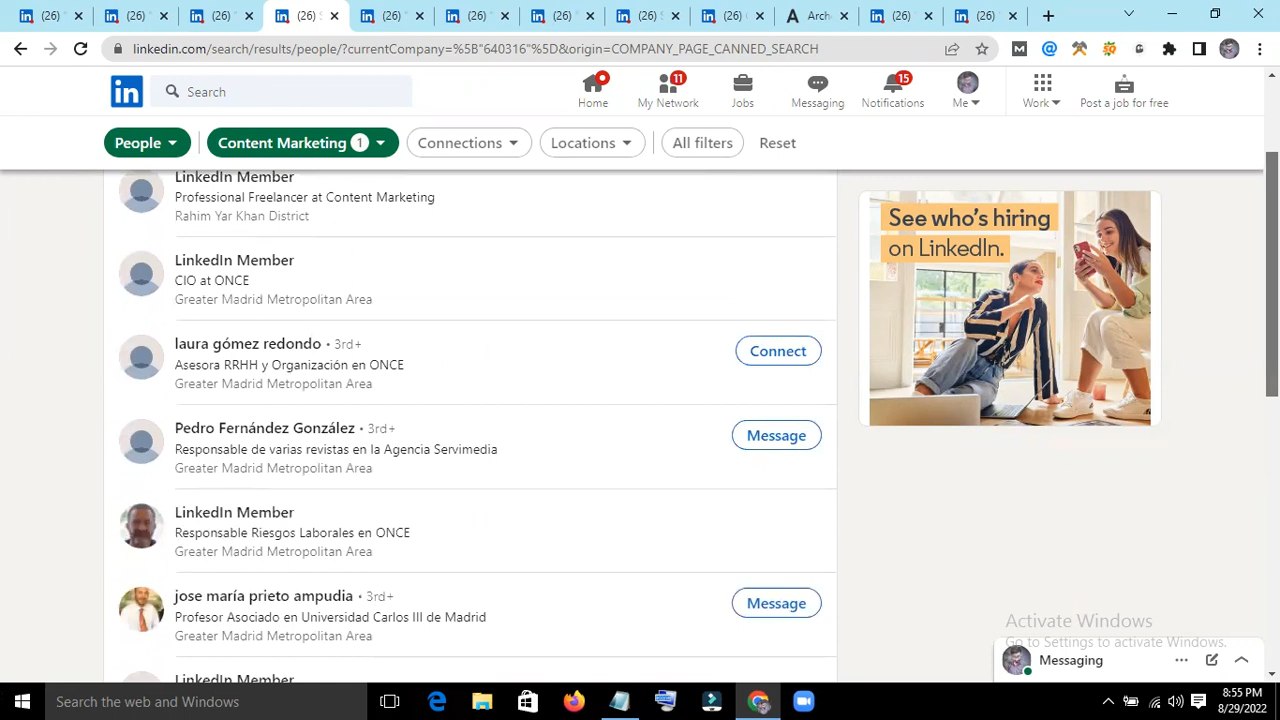 (26)
(26)
(26)
(26) S
(26)
(26)
(26)
(26) S
(26)
Arch
(26)
(26)
linkedin.com/search/results/people/?currentCompany=%5B"640316"%5D&origin=COMPANY_PAGE_CANNED_SEARCH
in
Search
11
15
Home
My Network
Jobs
Messaging
Notifications
Me
Work
Post a job for free
People
Content Marketing 1
Connections
Locations
All filters
Reset
LinkedIn Member
Professional Freelancer at Content Marketing
Rahim Yar Khan District
LinkedIn Member
CIO at ONCE
Greater Madrid Metropolitan Area
laura gómez redondo • 3rd+
Asesora RRHH y Organización en ONCE
Greater Madrid Metropolitan Area
Connect
Pedro Fernández González • 3rd+
Responsable de varias revistas en la Agencia Servimedia
Greater Madrid Metropolitan Area
Message
LinkedIn Member
Responsable Riesgos Laborales en ONCE
Greater Madrid Metropolitan Area
jose maría prieto ampudia • 3rd+
Profesor Asociado en Universidad Carlos III de Madrid
Greater Madrid Metropolitan Area
Message
LinkedIn Member
See who's hiring
on LinkedIn.
Activate Windows
Go to Settings to activate Windows.
Messaging
Search the web and Windows
8:55 PM
8/29/2022